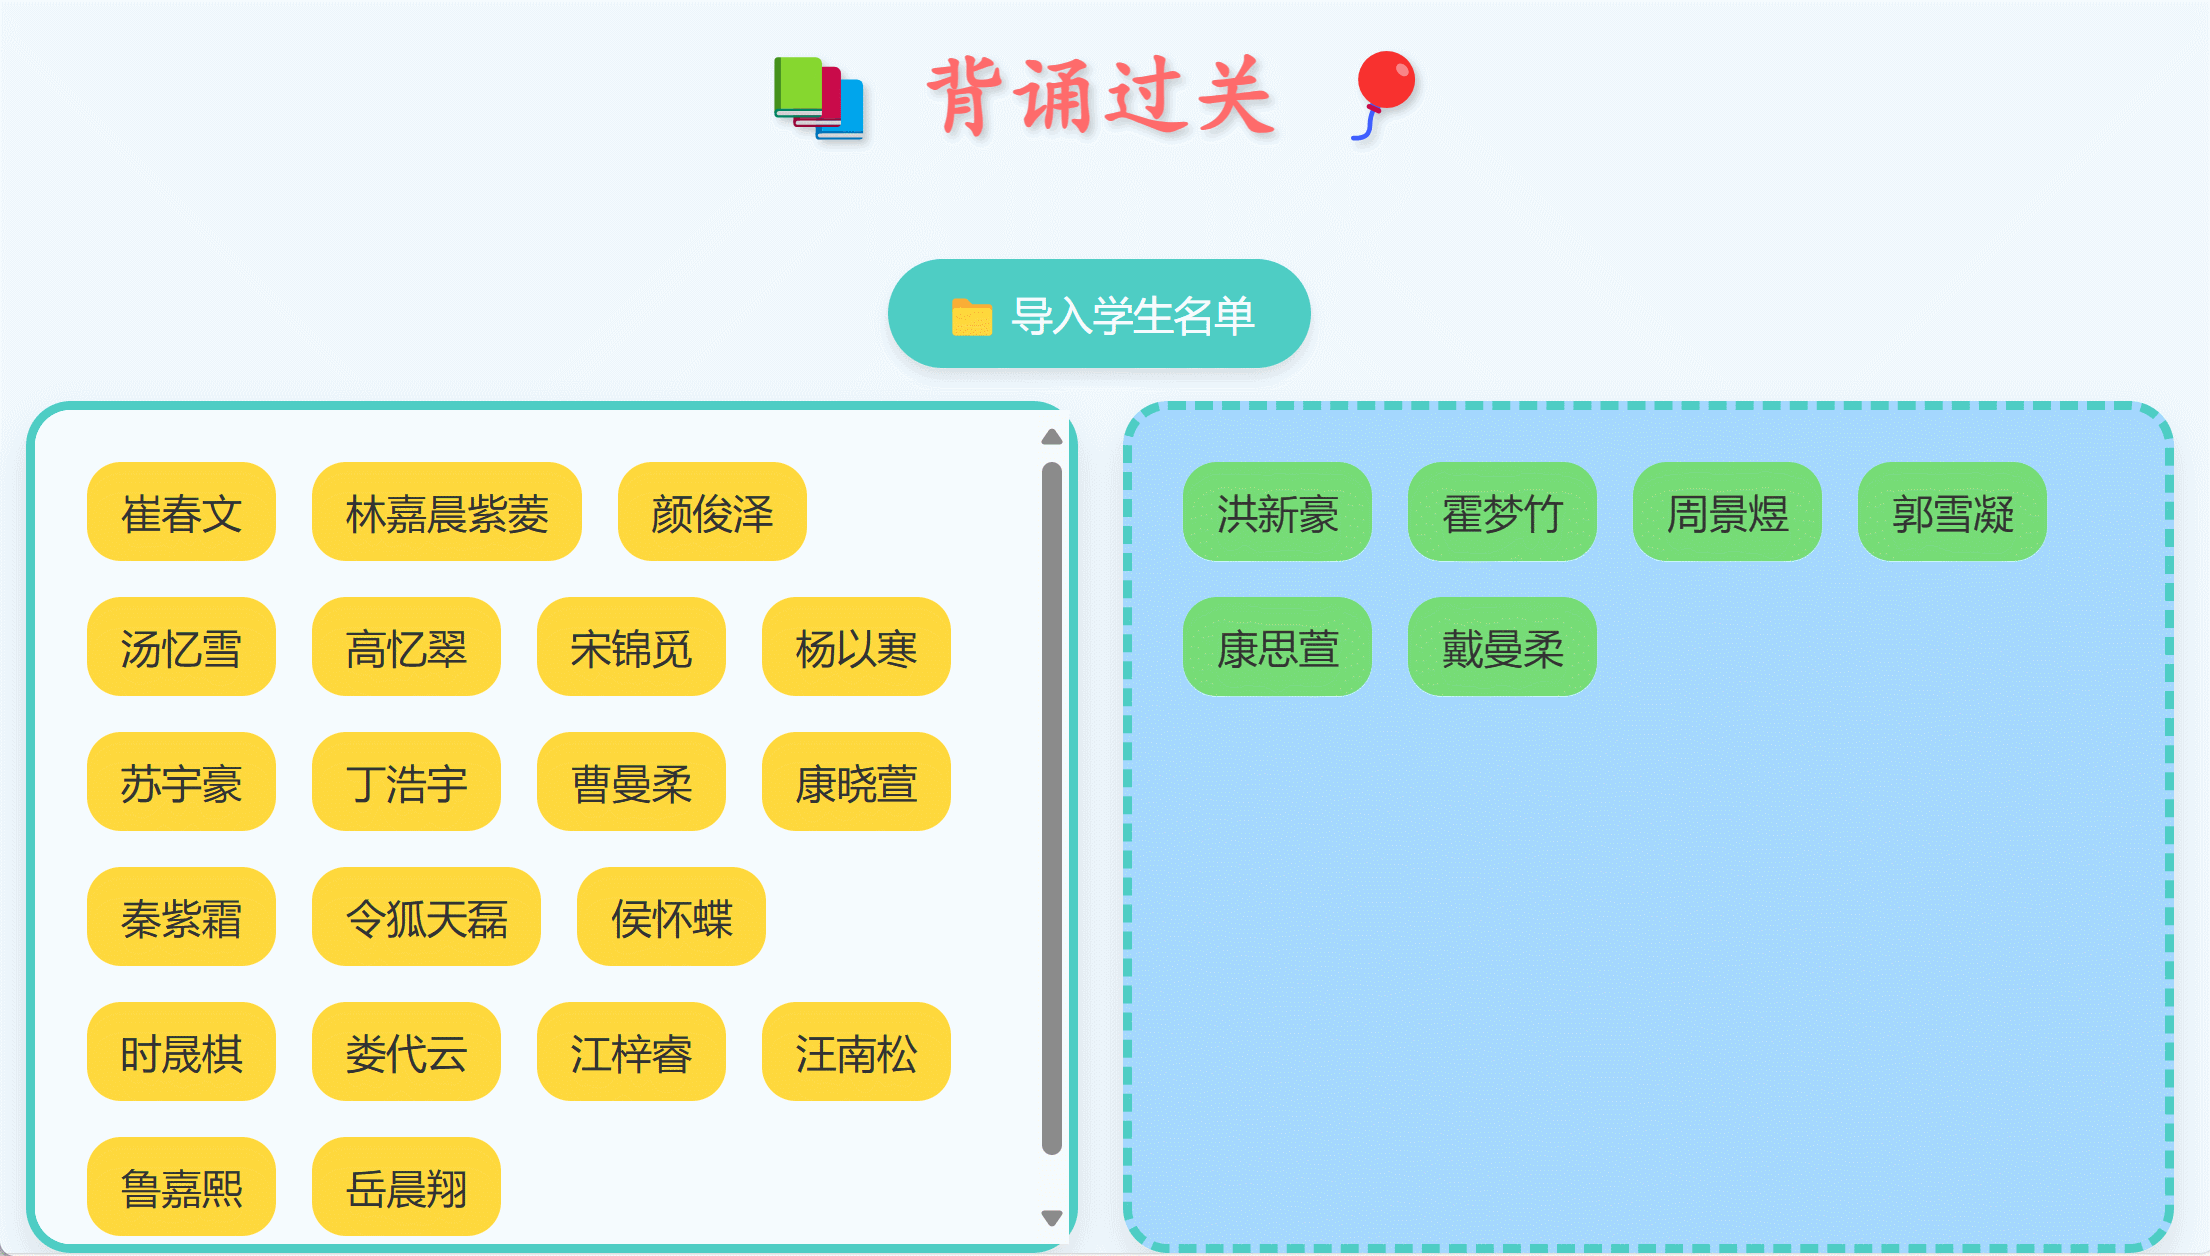 背诵过关
导入学生名单
崔春文 林嘉晨紫菱 颜俊泽
汤忆雪 高忆翠 宋锦觅 杨以寒
苏宇豪 丁浩宇 曹曼柔 康晓萱
秦紫霜 令狐天磊 侯怀蝶
时晟棋 娄代云 江梓睿 汪南松
鲁嘉熙 岳晨翔
洪新豪 霍梦竹 周景煜 郭雪凝
康思萱 戴曼柔